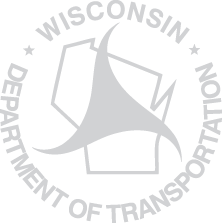 WISCONSIN
DEPARTMENT OF TRANSPORTATION